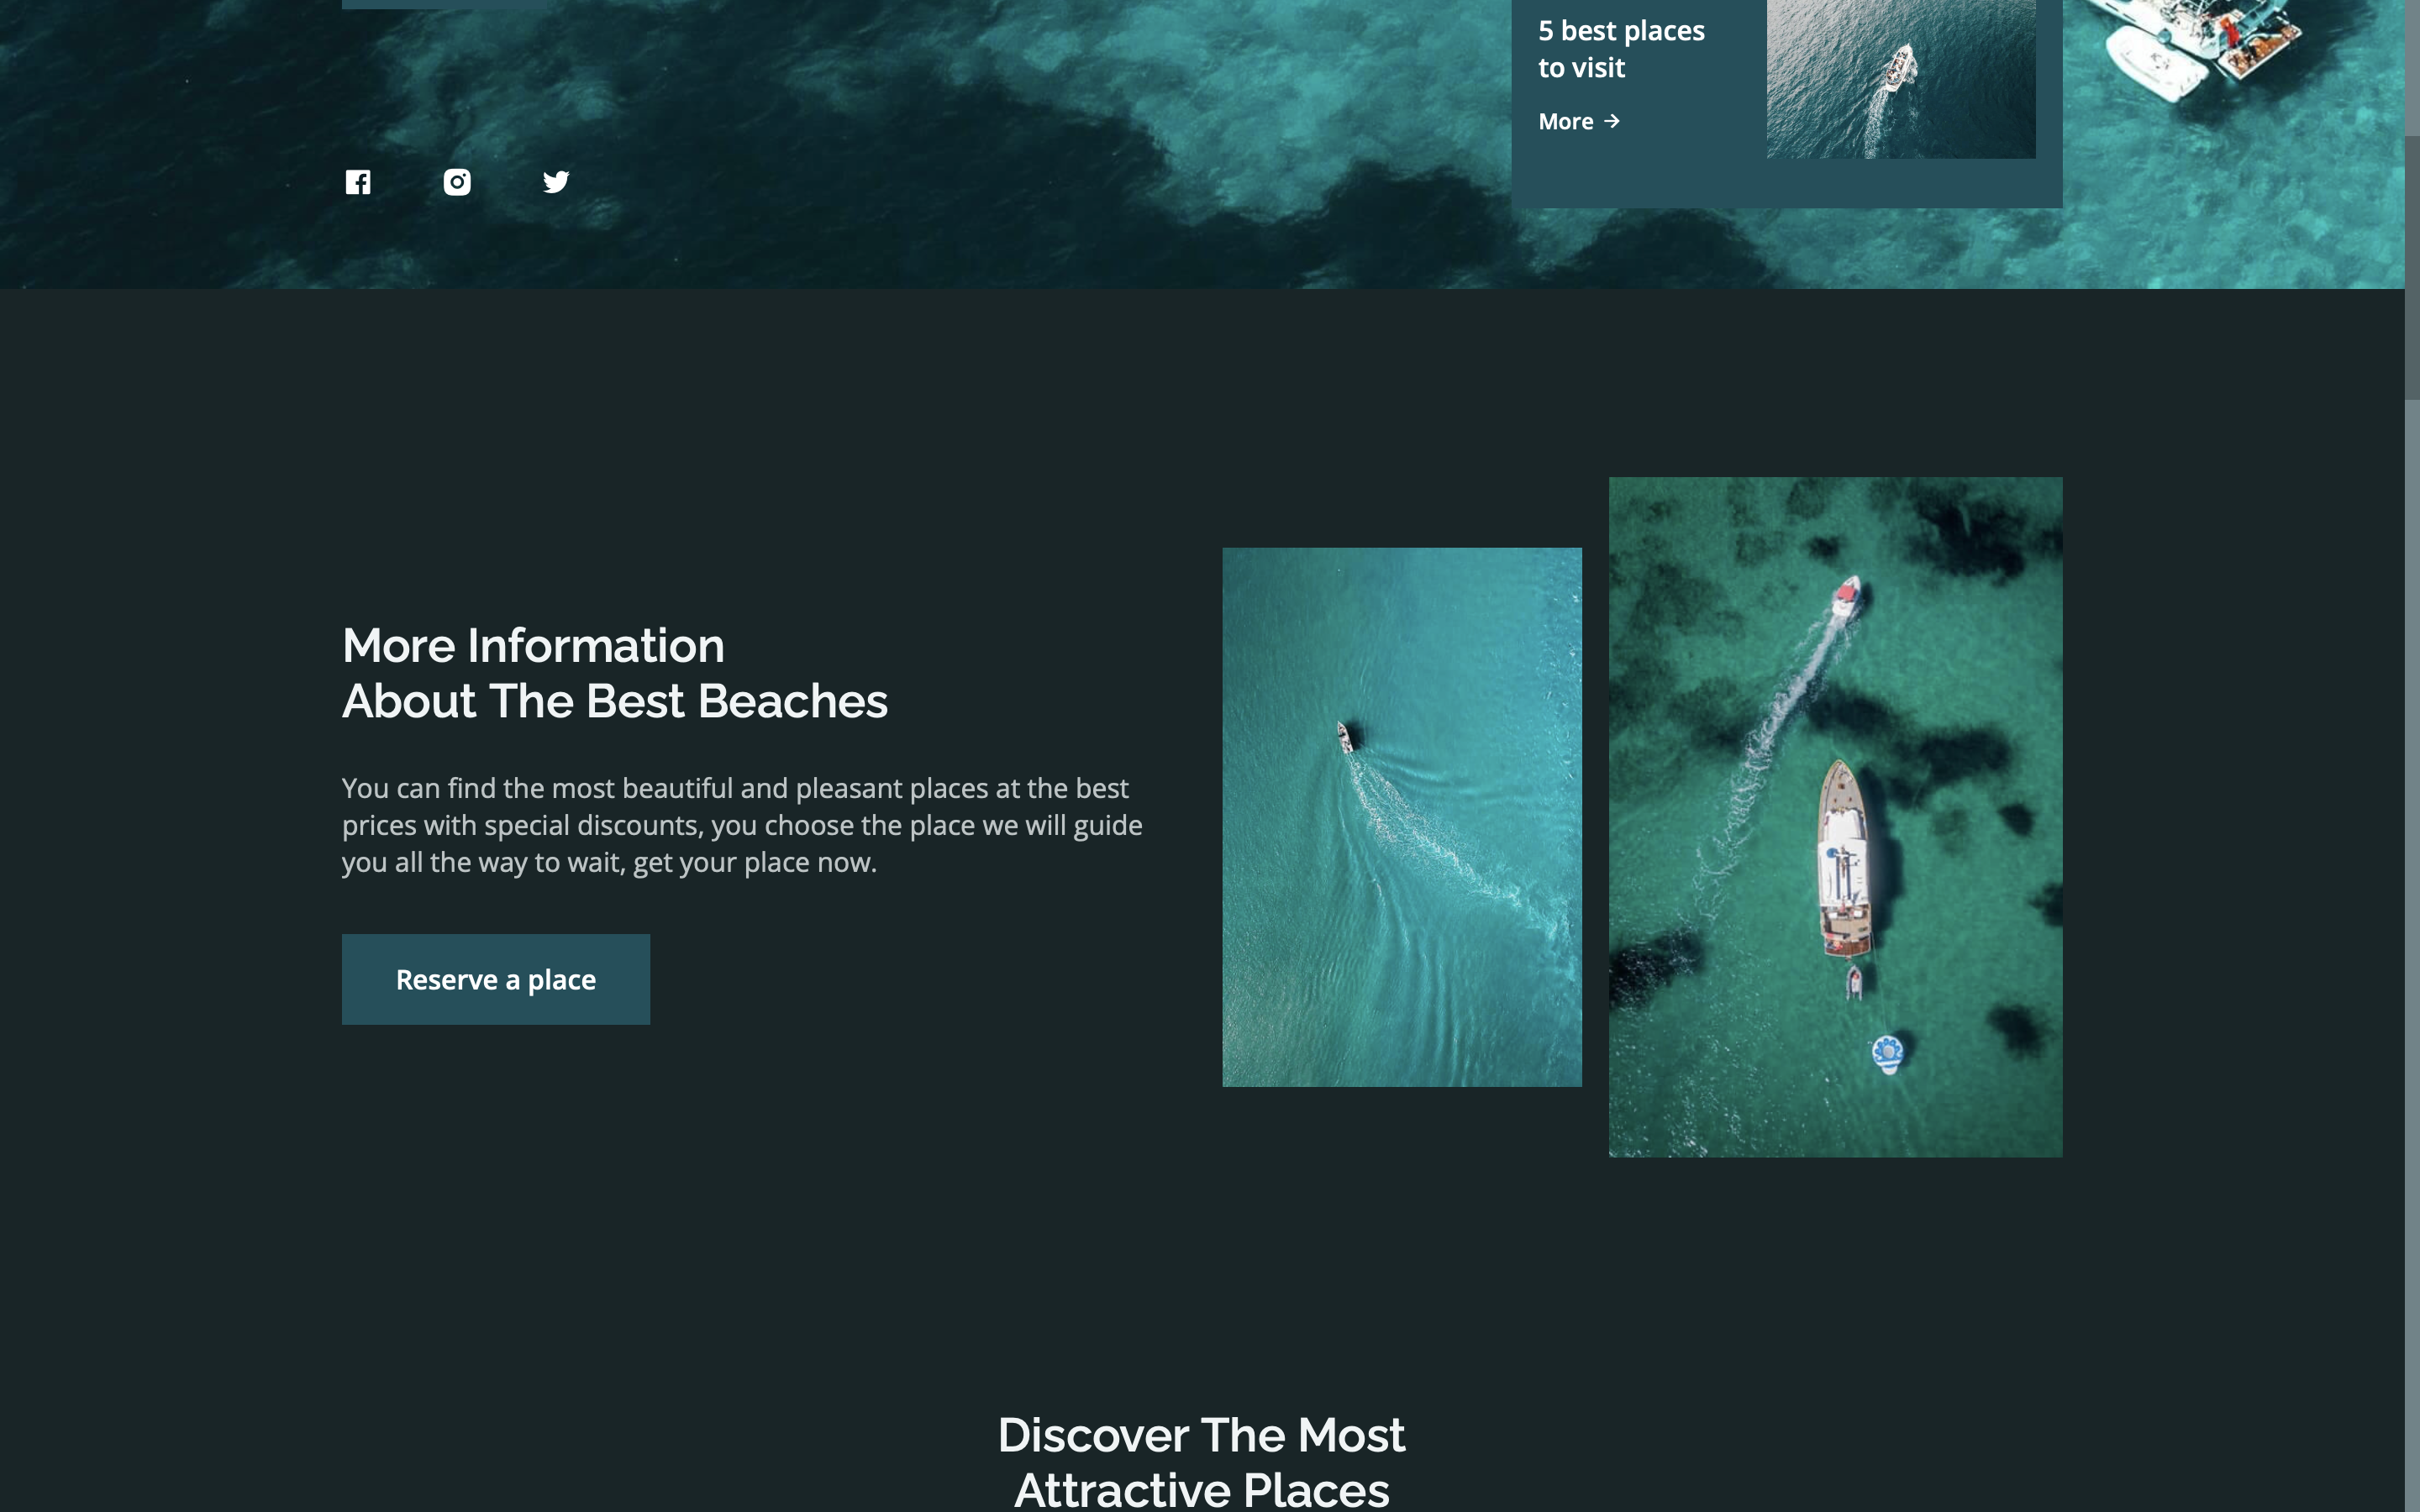 5 best places
to visit
More
More Information
About The Best Beaches
You can find the most beautiful and pleasant places at the best
prices with special discounts, you choose the place we will guide
you all the way to wait, get your place now.
Reserve a place
Discover The Most
Attractive Places